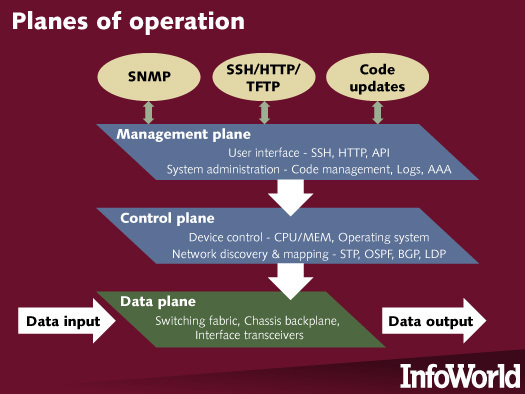 Planes of operation
SNMP
SSH/HTTP/
TFTP
Code
updates
Management plane
User interface - SSH, HTTP, API
System administration - Code management, Logs, AAA
Control plane
Device control - CPU/MEM, Operating system
Network discovery & mapping - STP, OSPF, BGP, LDP
Data plane
Data input
Switching fabric, Chassis backplane,
Interface transceivers
Data output
InfoWorld